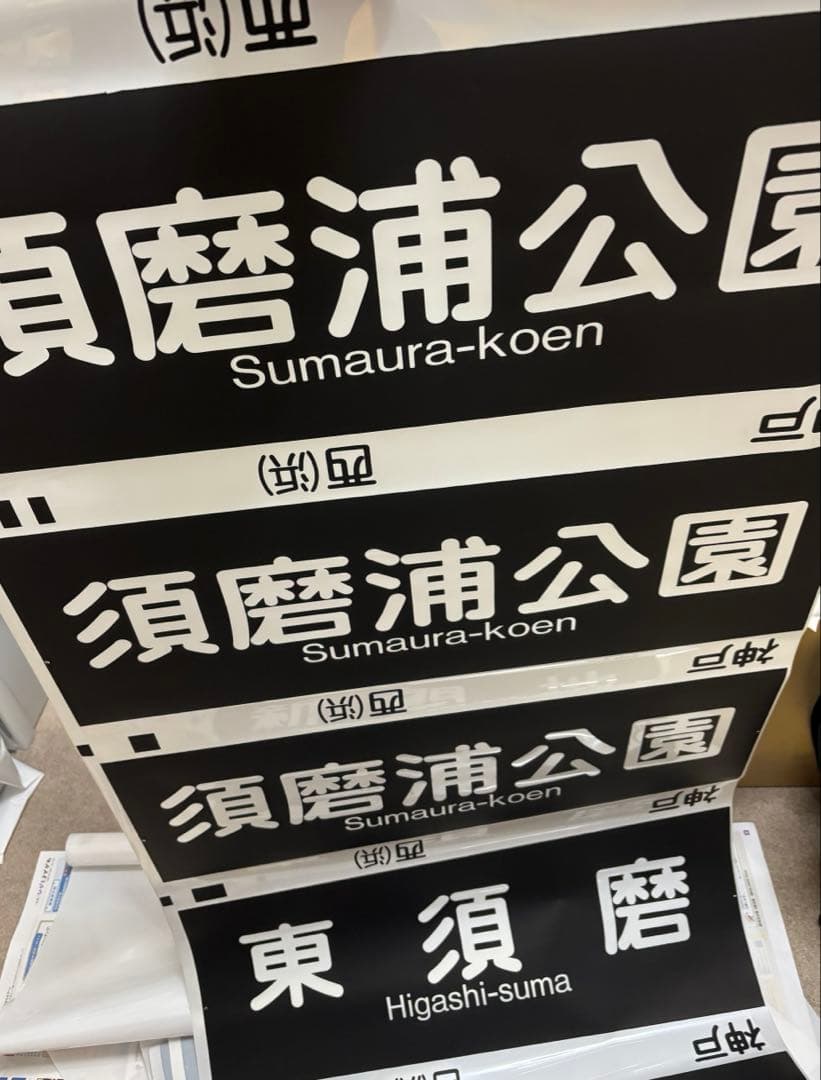 西(浜)
須磨浦公園
Sumaura-koen
西(浜) 神戸
須磨浦公園
Sumaura-koen
西(浜) 神戸
須磨浦公園
Sumaura-koen
西(浜) 神戸
東須磨
Higashi-suma
神戸